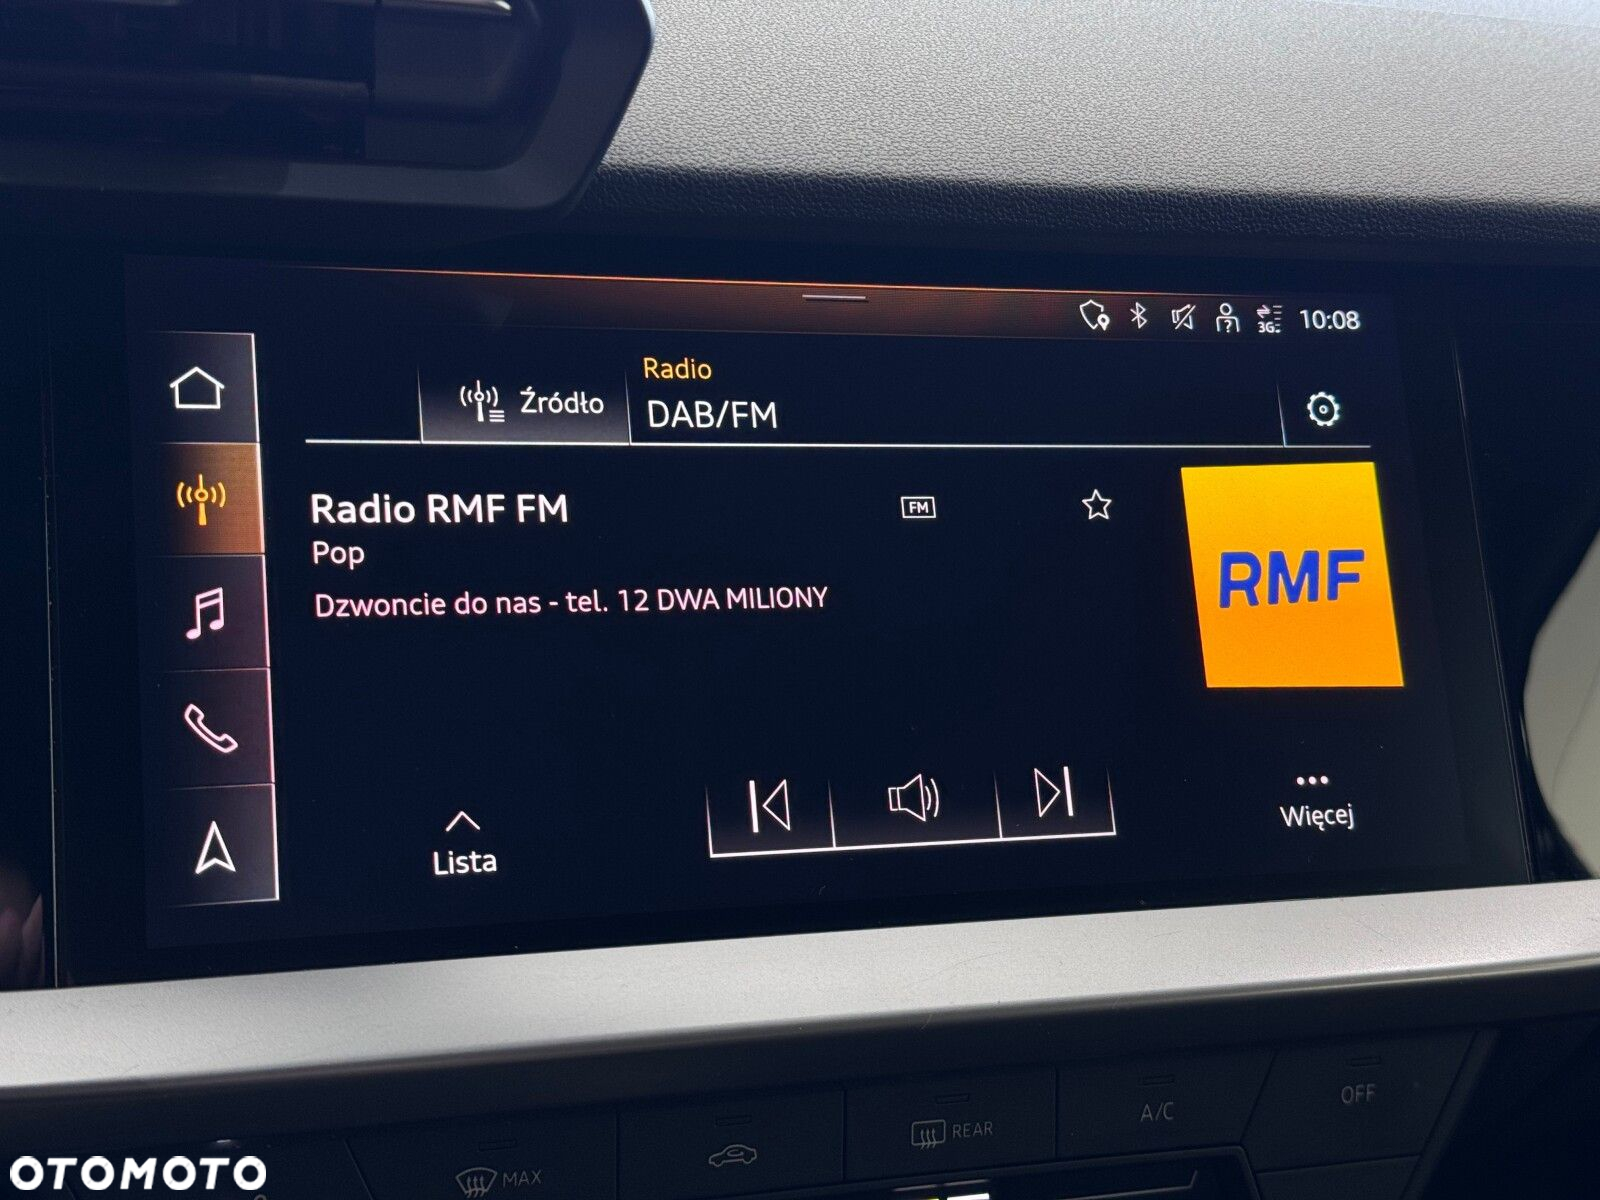 3G
10:08
Źródło
Radio
DAB/FM
Radio RMF FM
FM
Pop
Dzwoncie do nas - tel. 12 DWA MILIONY
RMF
Lista
Więcej
MAX
REAR
A/C
OFF
OTOMOTO